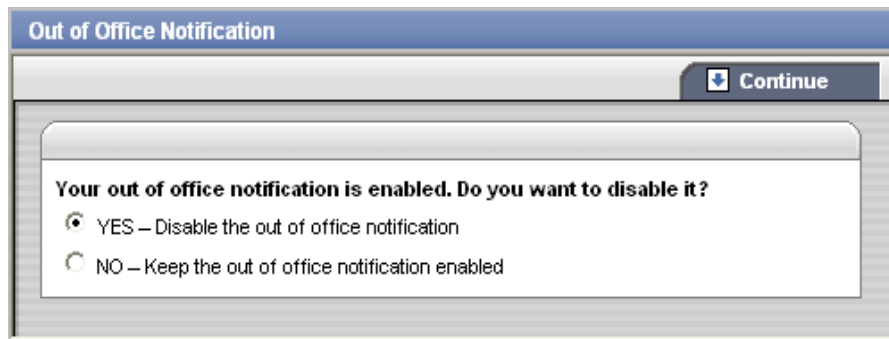 Out of Office Notification
Continue
Your out of office notification is enabled. Do you want to disable it?
YES – Disable the out of office notification
NO – Keep the out of office notification enabled